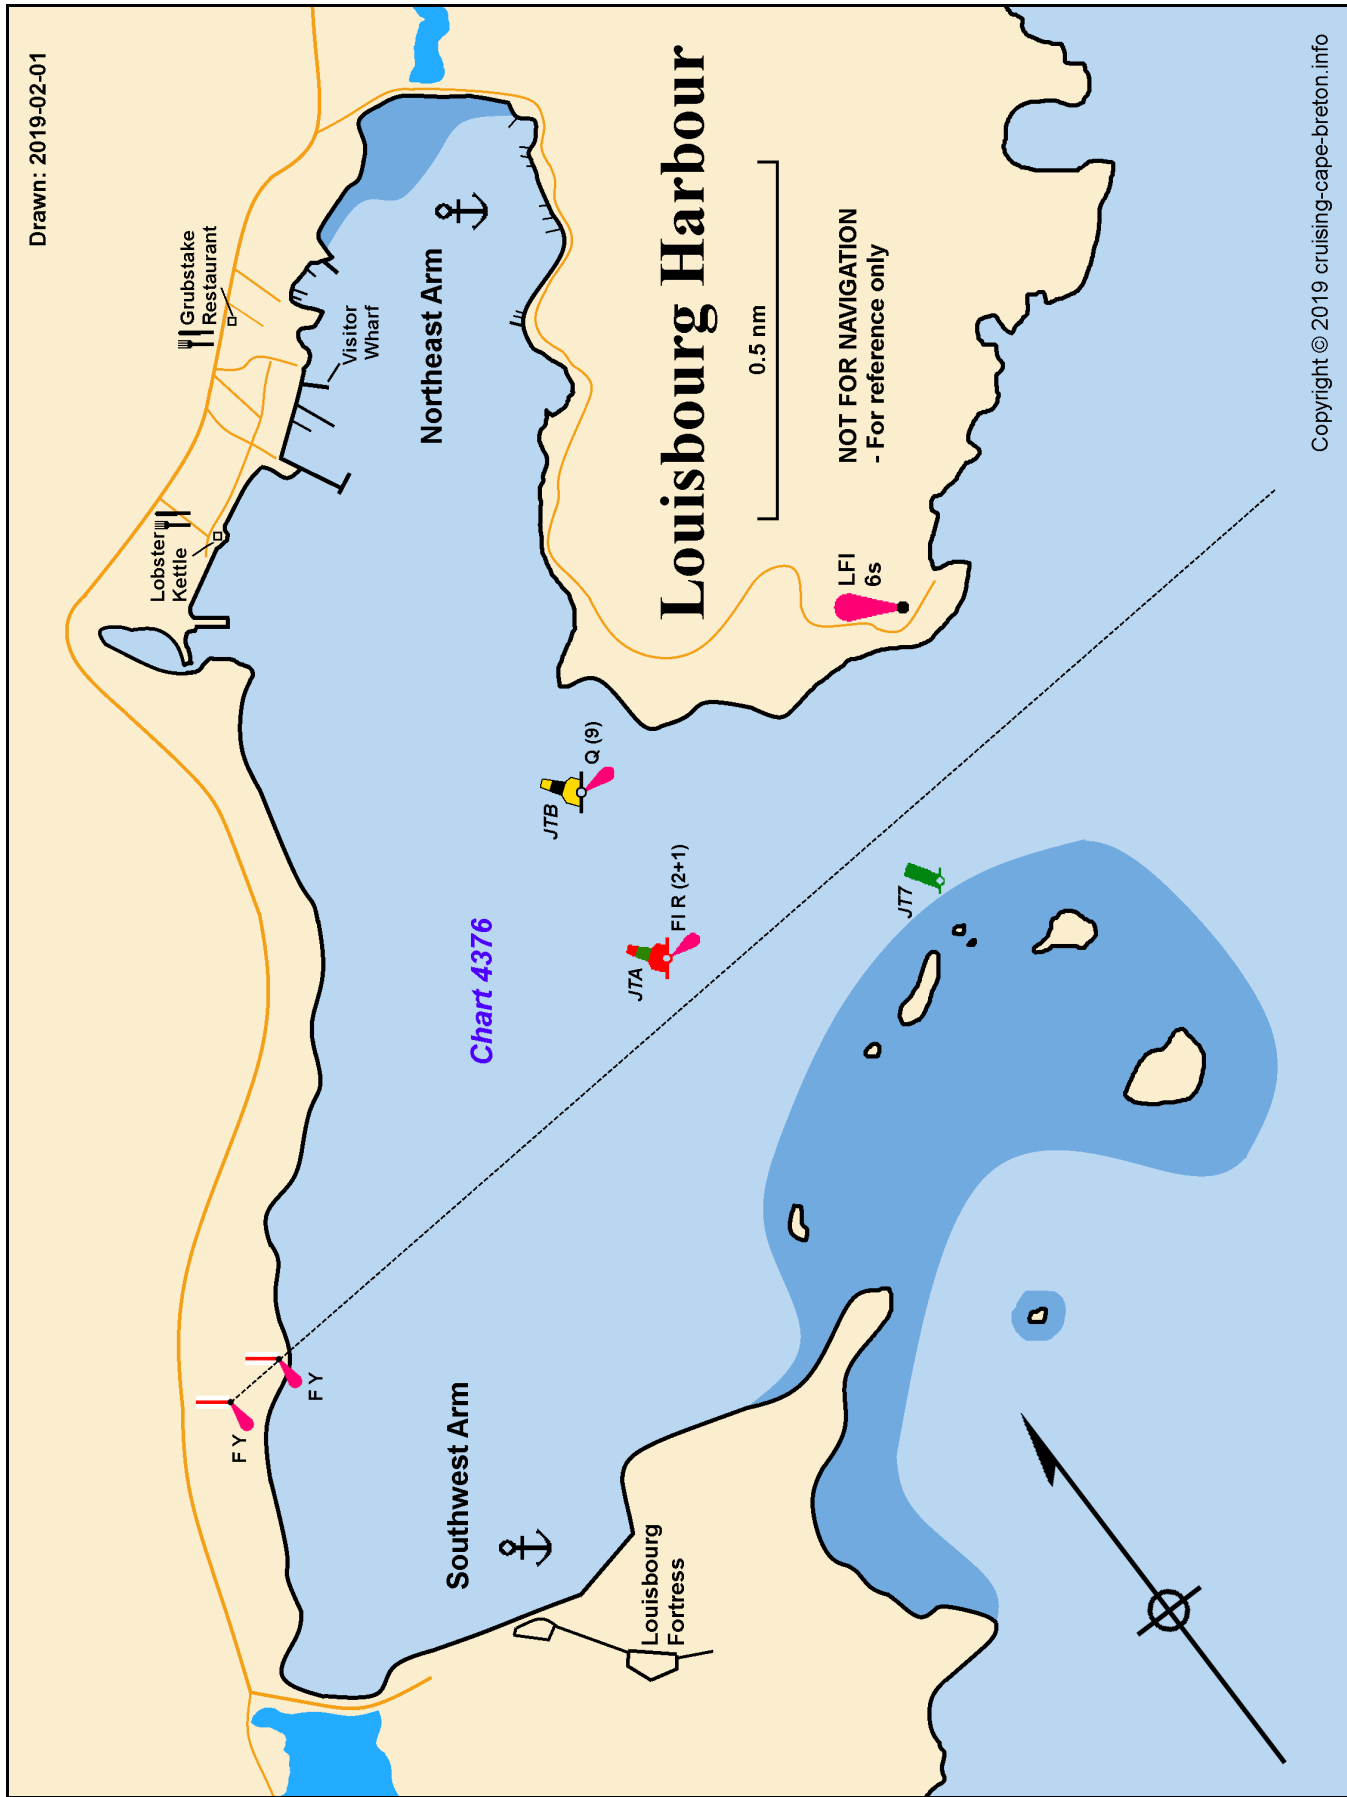 Drawn: 2019-02-01
Grubstake
Restaurant
Visitor
Wharf
Lobster
Kettle
Northeast Arm
Louisbourg Harbour
0.5 nm
NOT FOR NAVIGATION
- For reference only
LFl
6s
Q (9)
JTB
Fl R (2+1)
JTA
JT7
Chart 4376
F Y
F Y
Southwest Arm
Louisbourg
Fortress
Copyright © 2019 cruising-cape-breton.info